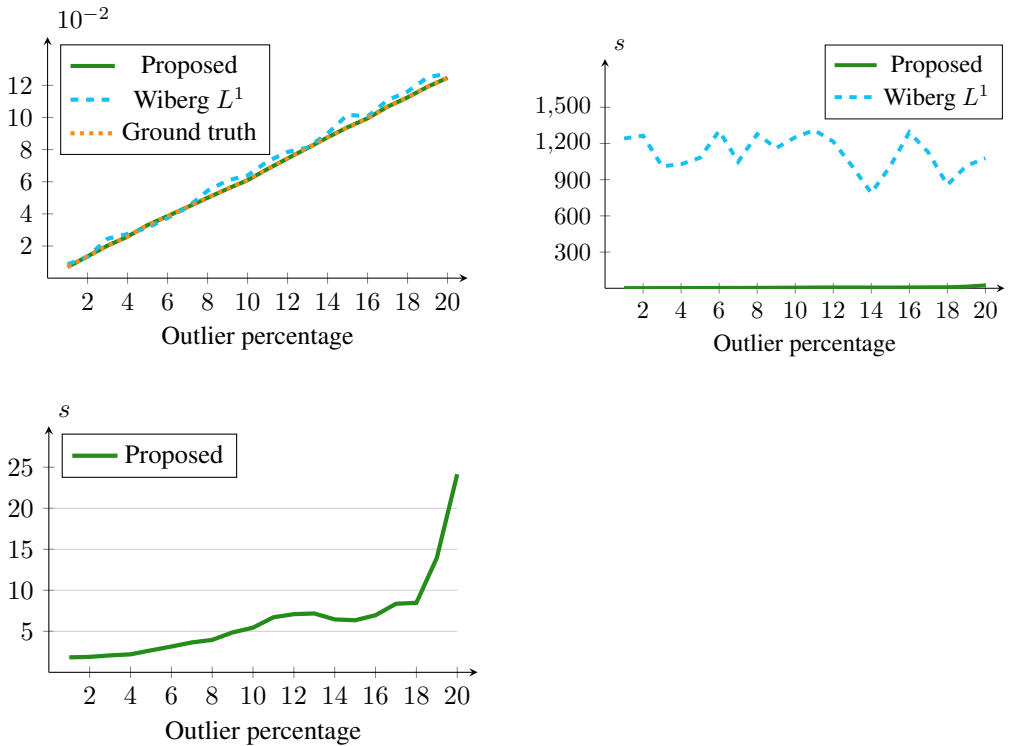 10⁻²
Proposed
Wiberg L¹
Ground truth
12
10
8
6
4
2
2 4 6 8 10 12 14 16 18 20
Outlier percentage
s
Proposed
Wiberg L¹
1,500
1,200
900
600
300
2 4 6 8 10 12 14 16 18 20
Outlier percentage
s
Proposed
25
20
15
10
5
2 4 6 8 10 12 14 16 18 20
Outlier percentage